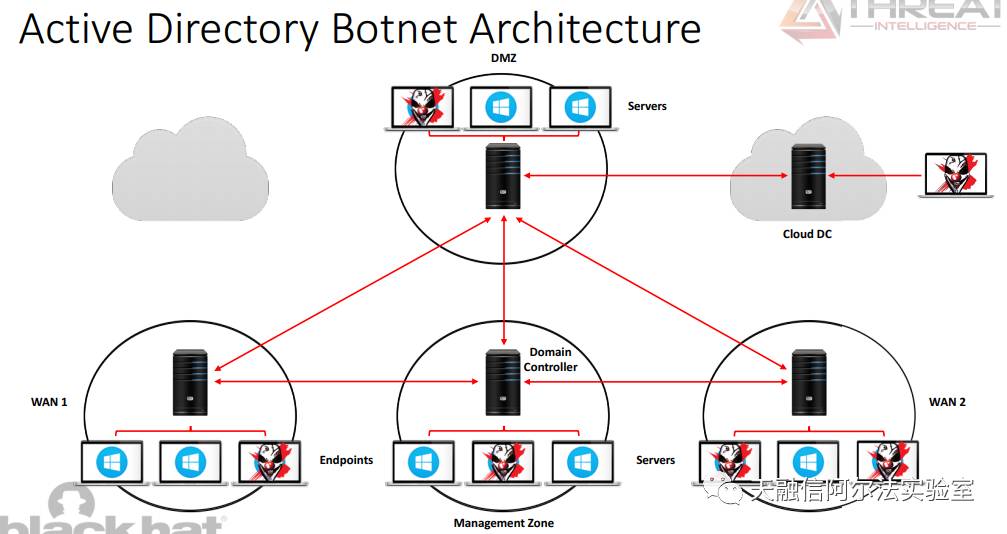 Active Directory Botnet Architecture
THREAT
INTELLIGENCE
DMZ
Servers
Cloud DC
Domain
Controller
WAN 1
WAN 2
Endpoints
Servers
天融信阿尔法实验室
Management Zone
black hat